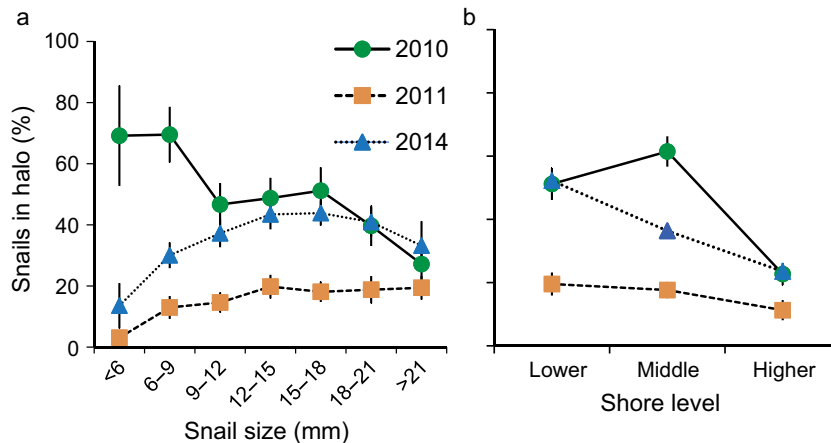 a
b
100
80
60
40
20
0
Snails in halo (%)
2010
2011
2014
<6
6–9
9–12
12–15
15–18
18–21
>21
Snail size (mm)
Lower Middle Higher
Shore level